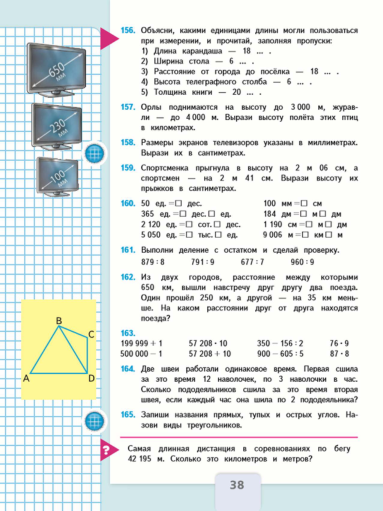 650
мм
230
мм
100
мм
156. Объясни, какими единицами длины могли пользоваться
при измерении, и прочитай, заполняя пропуски:
1) Длина карандаша — 18 ... .
2) Ширина стола — 6 ... .
3) Расстояние от города до посёлка — 18 ... .
4) Высота телеграфного столба — 6 ... .
5) Толщина книги — 20 ... .
157. Орлы поднимаются на высоту до 3 000 м, журав-
ли — до 4 000 м. Вырази высоту полёта этих птиц
в километрах.
158. Размеры экранов телевизоров указаны в миллиметрах.
Вырази их в сантиметрах.
159. Спортсменка прыгнула в высоту на 2 м 06 см, а
спортсмен — на 2 м 41 см. Вырази высоту их
прыжков в сантиметрах.
160. 50 ед. =□ дес. 100 мм =□ см
365 ед. =□ дес. □ ед. 184 дм =□ м □ дм
2 120 ед. =□ сот. □ дес. 1 190 см =□ м □ дм
5 050 ед. =□ тыс. □ ед. 9 006 м =□ км □ м
161. Выполни деление с остатком и сделай проверку.
879 : 8 791 : 9 677 : 7 960 : 9
162. Из двух городов, расстояние между которыми
650 км, вышли навстречу друг другу два поезда.
Один прошёл 250 км, а другой — на 35 км мень-
ше. На каком расстоянии друг от друга находятся
поезда?
163.
199 999 + 1 57 208 · 10 350 − 156 : 2 76 · 9
500 000 − 1 57 208 + 10 900 − 605 : 5 87 · 8
164. Две швеи работали одинаковое время. Первая сшила
за это время 12 наволочек, по 3 наволочки в час.
Сколько пододеяльников сшила за это время вторая
швея, если каждый час она шила по 2 пододеяльника?
165. Запиши названия прямых, тупых и острых углов. На-
зови виды треугольников.
B
C
A
D
?
Самая длинная дистанция в соревнованиях по бегу
42 195 м. Сколько это километров и метров?
38